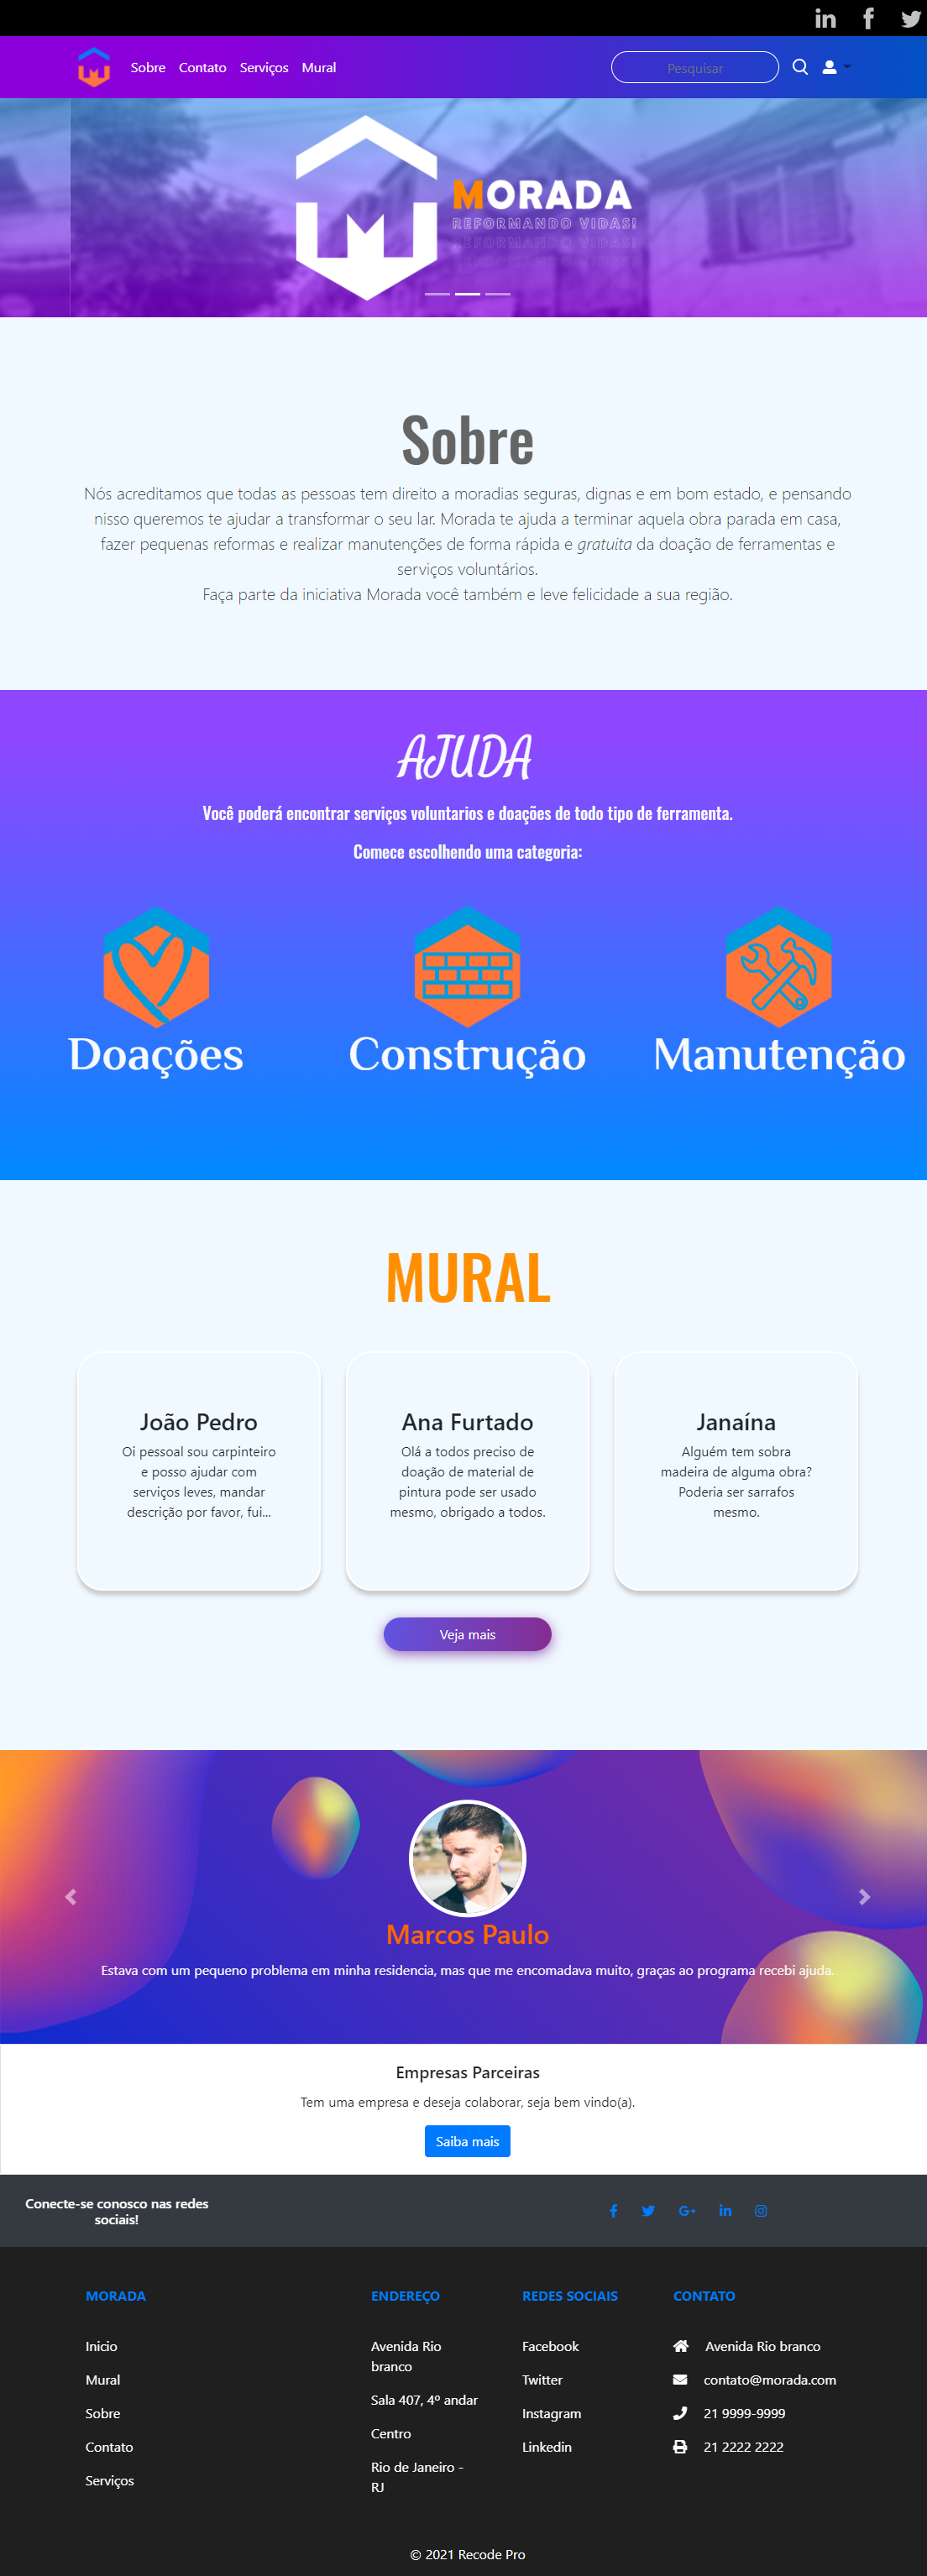 Sobre Contato Serviços Mural Pesquisar
MORADA
REFORMANDO VIDAS!
REFORMANDO VIDAS!
REFORMANDO VIDAS!
Sobre
Nós acreditamos que todas as pessoas tem direito a moradias seguras, dignas e em bom estado, e pensando
nisso queremos te ajudar a transformar o seu lar. Morada te ajuda a terminar aquela obra parada em casa,
fazer pequenas reformas e realizar manutenções de forma rápida e gratuita da doação de ferramentas e
serviços voluntários.
Faça parte da iniciativa Morada você também e leve felicidade a sua região.
AJUDA
Você poderá encontrar serviços voluntarios e doações de todo tipo de ferramenta.
Comece escolhendo uma categoria:
Doações Construção Manutenção
MURAL
João Pedro
Oi pessoal sou carpinteiro
e posso ajudar com
serviços leves, mandar
descrição por favor, fui...
Ana Furtado
Olá a todos preciso de
doação de material de
pintura pode ser usado
mesmo, obrigado a todos.
Janaína
Alguém tem sobra
madeira de alguma obra?
Poderia ser sarrafos
mesmo.
Veja mais
Marcos Paulo
Estava com um pequeno problema em minha residencia, mas que me encomadava muito, graças ao programa recebi ajuda.
Empresas Parceiras
Tem uma empresa e deseja colaborar, seja bem vindo(a).
Saiba mais
Conecte-se conosco nas redes
sociais!
MORADA
Inicio
Mural
Sobre
Contato
Serviços
ENDEREÇO
Avenida Rio
branco
Sala 407, 4º andar
Centro
Rio de Janeiro -
RJ
REDES SOCIAIS
Facebook
Twitter
Instagram
Linkedin
CONTATO
Avenida Rio branco
contato@morada.com
21 9999-9999
21 2222 2222
© 2021 Recode Pro